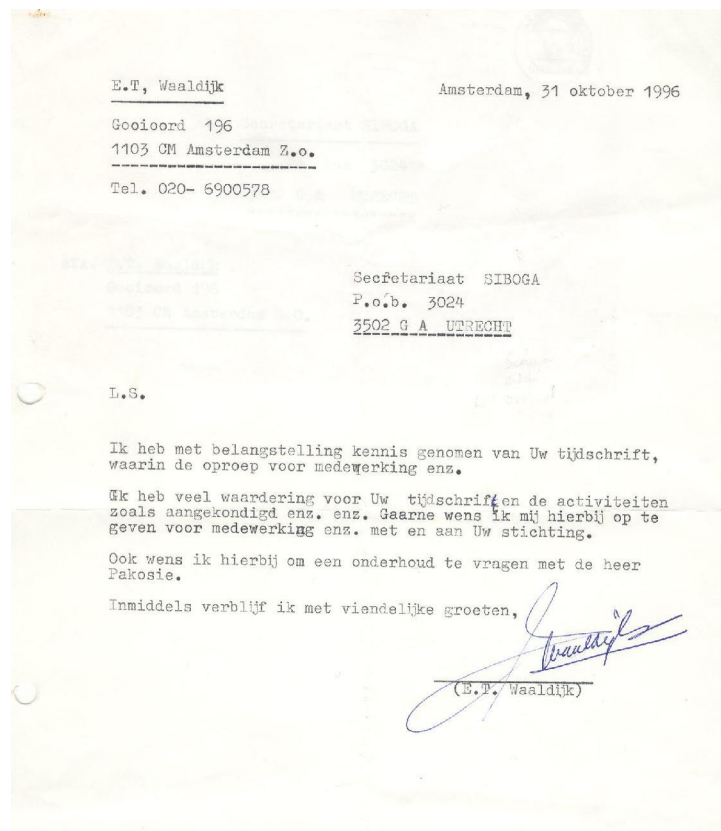 E.T, Waaldijk
Amsterdam, 31 oktober 1996
Gooioord 196
1103 CM Amsterdam Z.o.
Tel. 020- 6900578
Secretariaat SIBOGA
P.o.b. 3024
3502 G A UTRECHT
L.S.
Ik heb met belangstelling kennis genomen van Uw tijdschrift,
waarin de oproep voor medewerking enz.
Ik heb veel waardering voor Uw tijdschrift en de activiteiten
zoals aangekondigd enz. enz. Gaarne wens ik mij hierbij op te
geven voor medewerking enz. met en aan Uw stichting.
Ook wens ik hierbij om een onderhoud te vragen met de heer
Pakosie.
Inmiddels verblijf ik met viendelijke groeten,
Waaldijk
(E.T. Waaldijk)